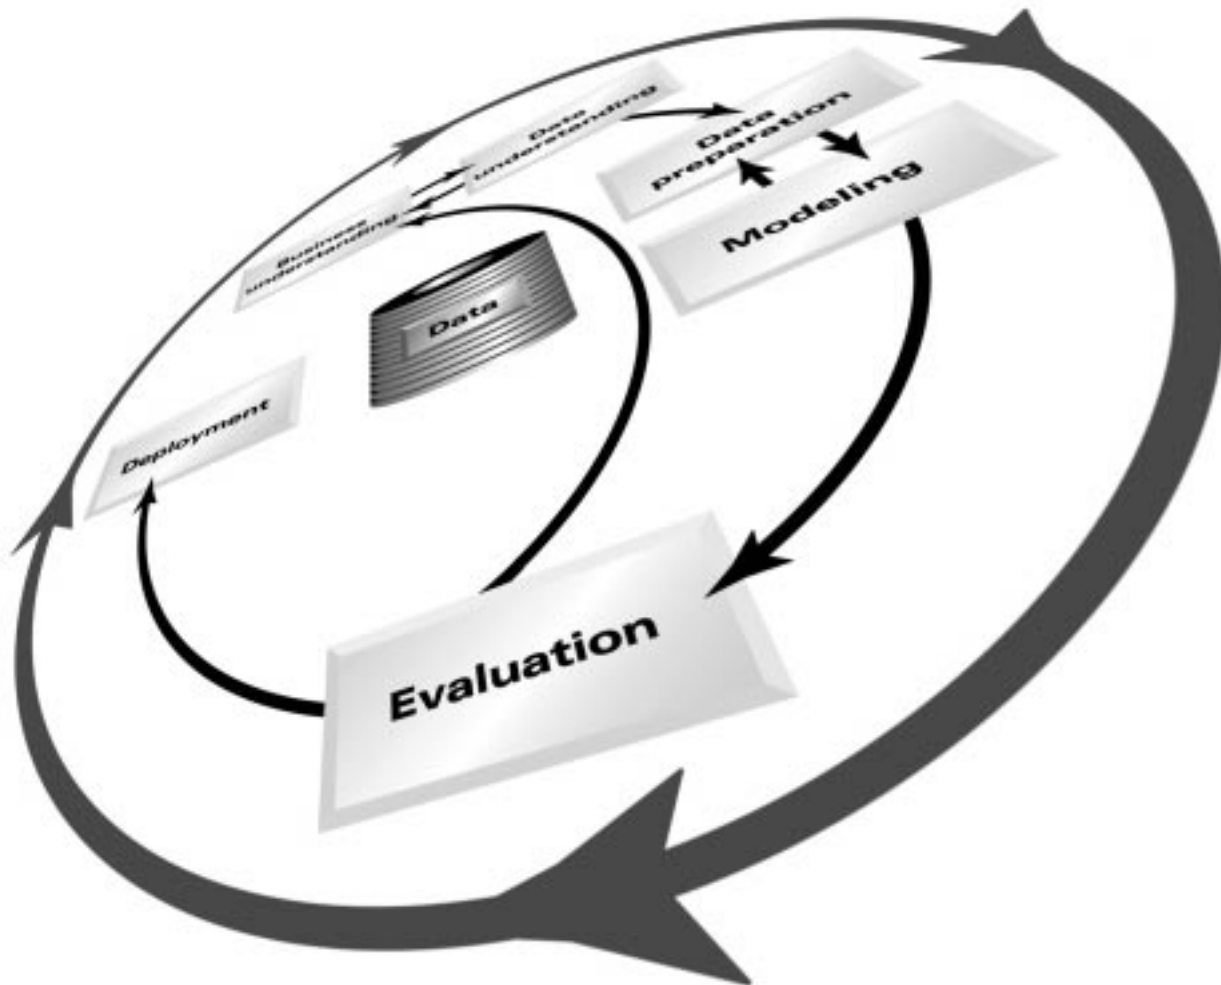 Data
understanding
Data
preparation
Modeling
Business
understanding
Data
Deployment
Evaluation